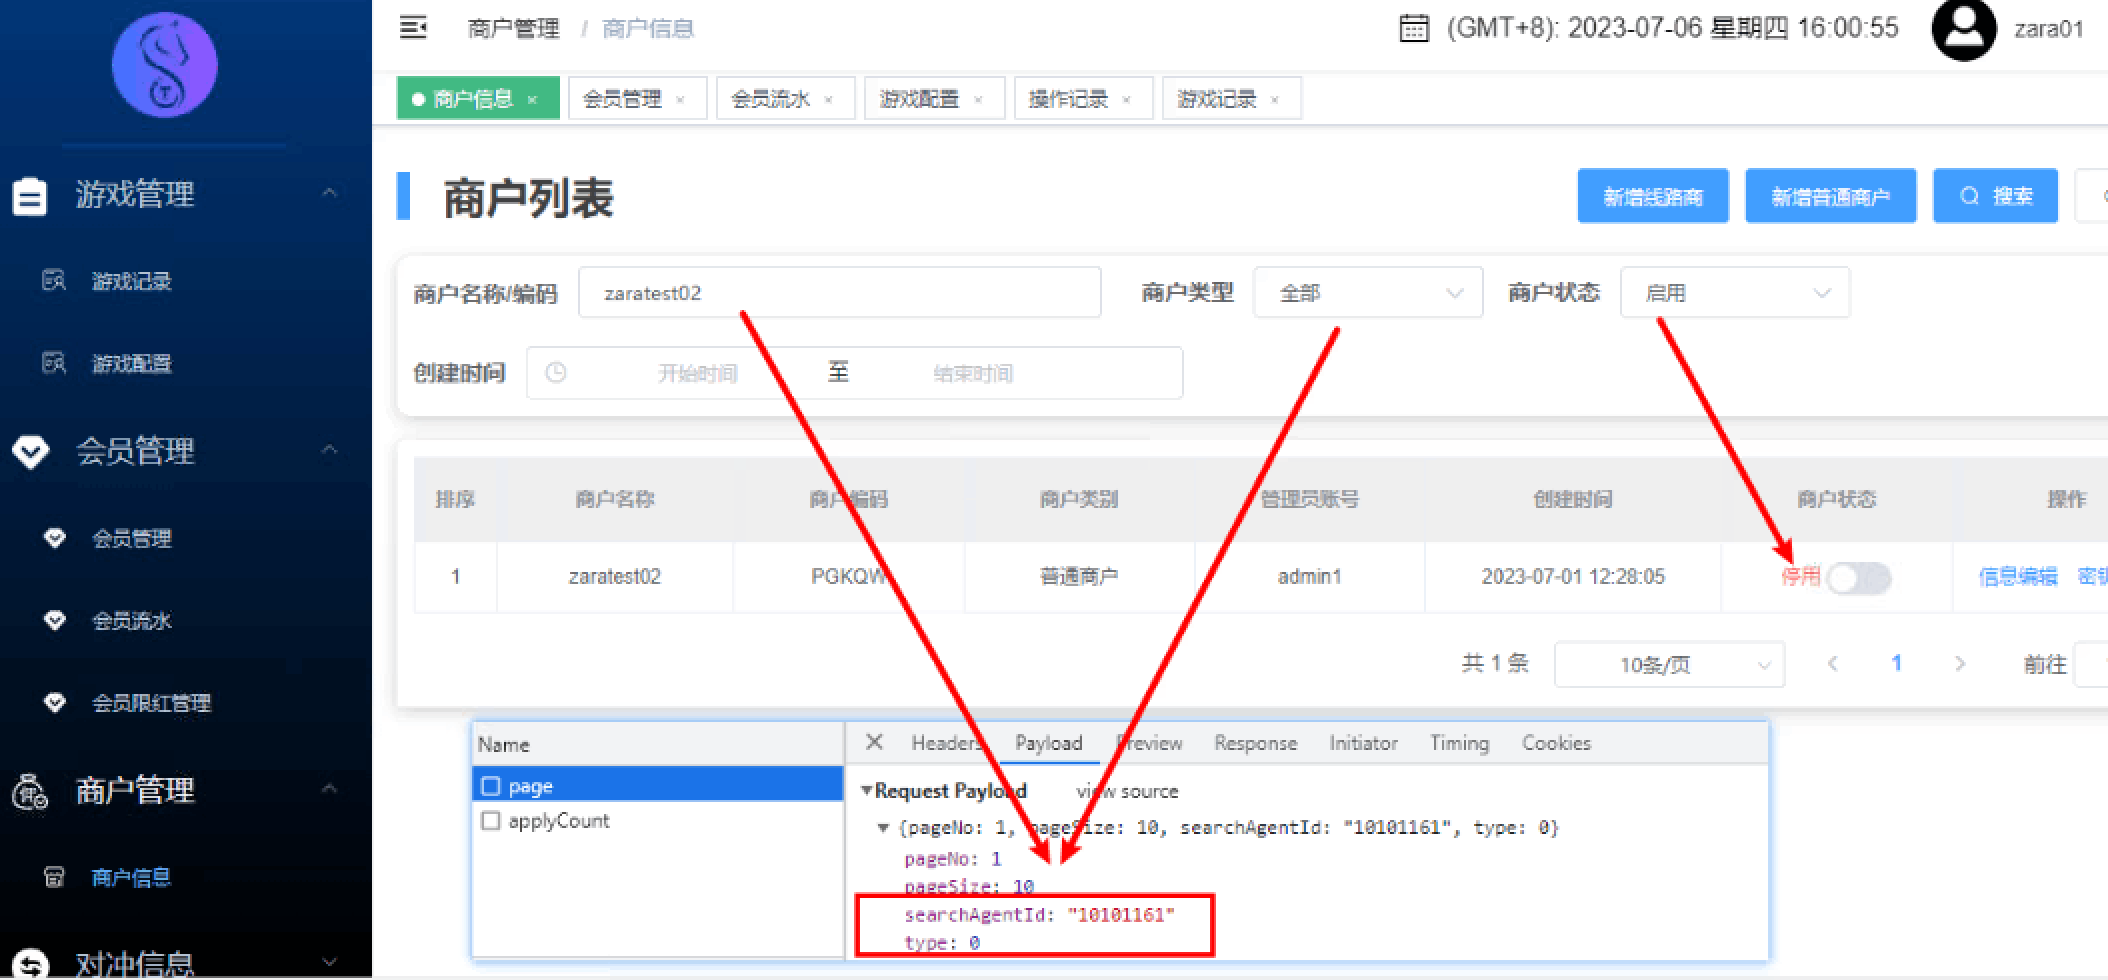 商户管理 / 商户信息
(GMT+8): 2023-07-06 星期四 16:00:55
zara01
商户信息 ×
会员管理 ×
会员流水 ×
游戏配置 ×
操作记录 ×
游戏记录 ×
游戏管理
游戏记录
游戏配置
会员管理
会员管理
会员流水
会员限红管理
商户管理
商户信息
对冲信息
商户列表
新增线路商
新增普通商户
搜索
商户名称/编码 zaratest02
商户类型 全部
商户状态 启用
创建时间 开始时间 至 结束时间
排序 商户名称 商户编码 商户类别 管理员账号 创建时间 商户状态 操作
1 zaratest02 PGKQW 普通商户 admin1 2023-07-01 12:28:05 停用 信息编辑
共 1 条 10条/页 < 1 > 前往
Name
page
applyCount
Headers Payload Preview Response Initiator Timing Cookies
Request Payload view source
{pageNo: 1, pageSize: 10, searchAgentId: "10101161", type: 0}
pageNo: 1
pageSize: 10
searchAgentId: "10101161"
type: 0